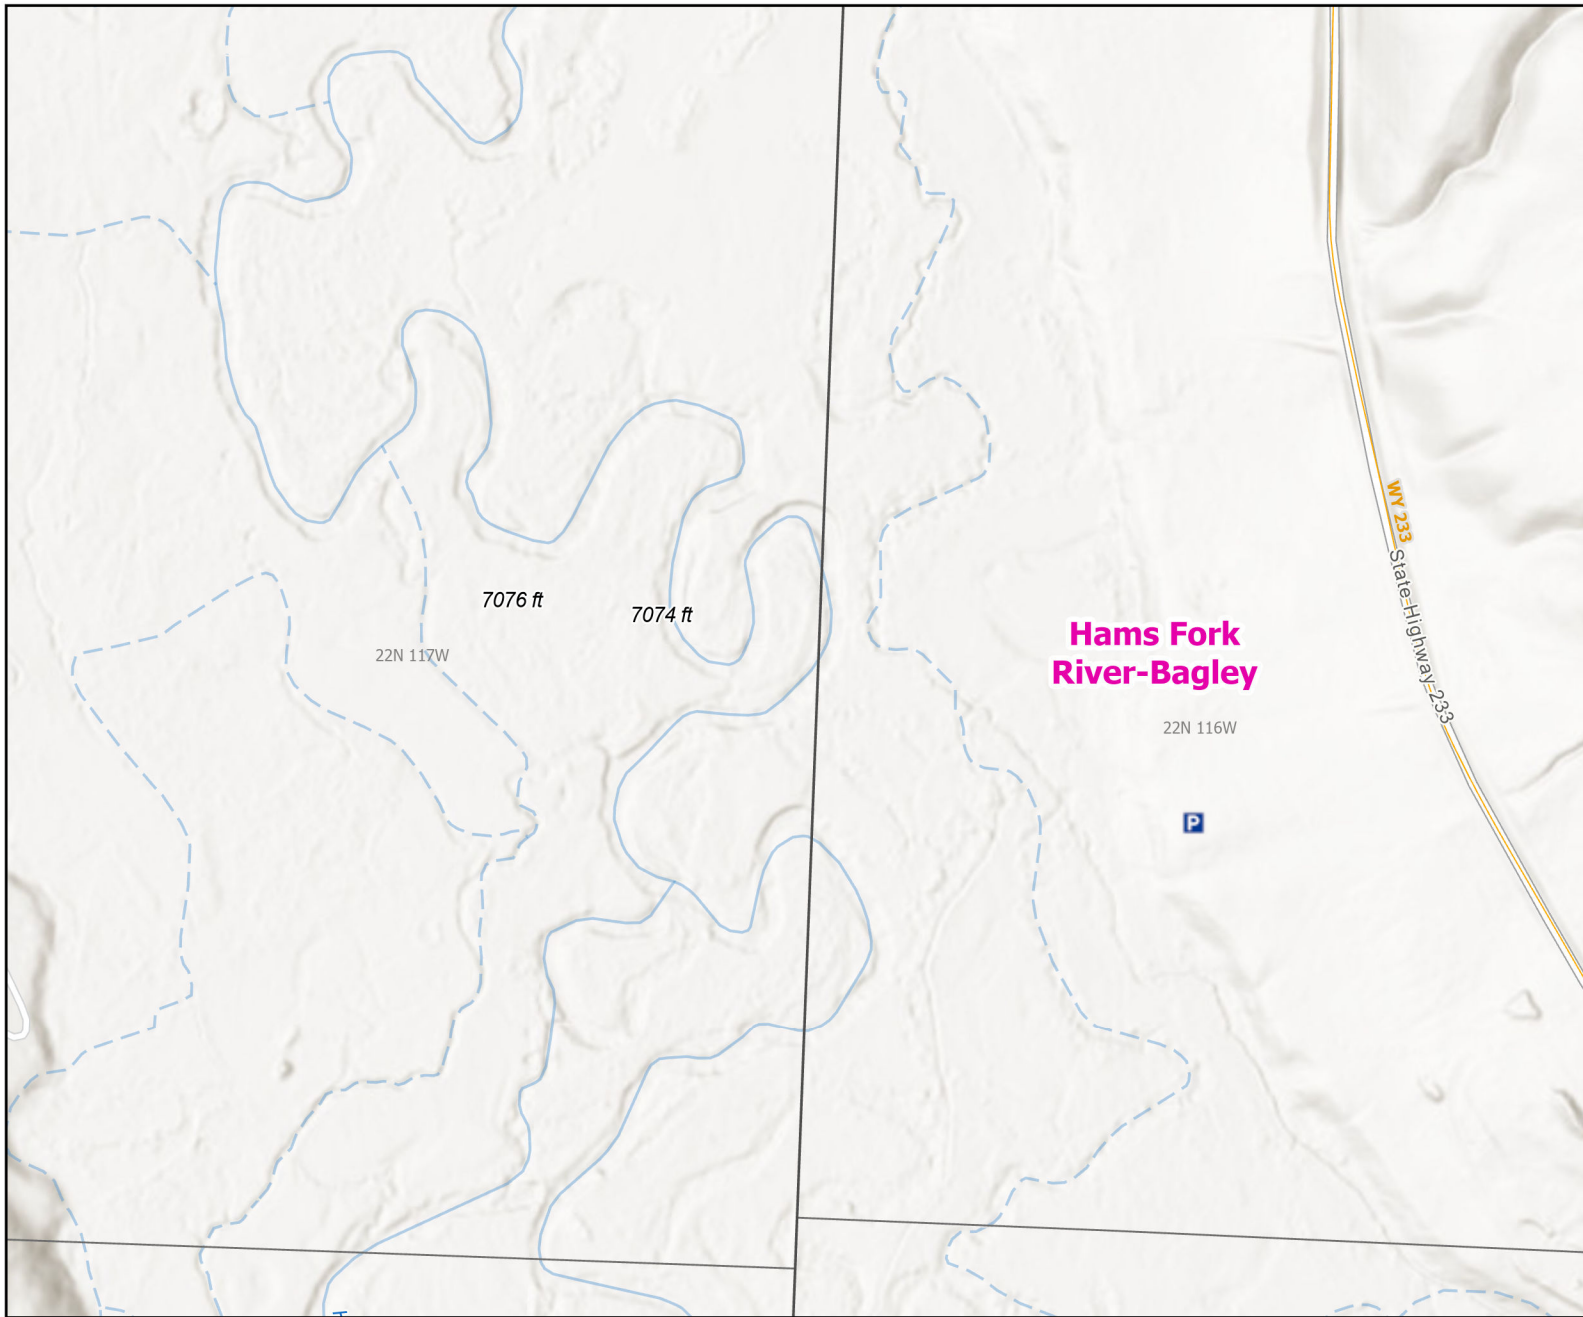 WY 233
State Highway 233
7076 ft
7074 ft
Hams Fork
River-Bagley
22N 117W
22N 116W
P
H